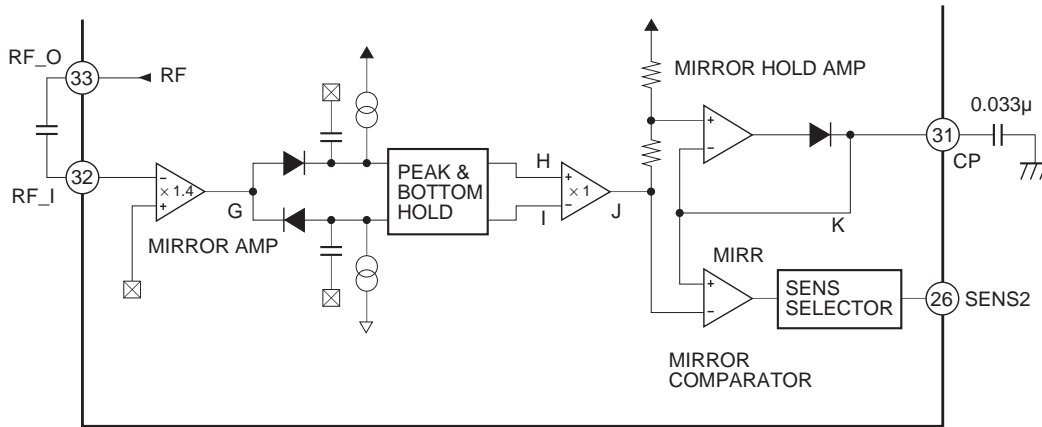 RF_O
33
RF
32
RF_I
× 1.4
−
+
MIRROR AMP
G
PEAK &
BOTTOM
HOLD
H
I
+
× 1
−
J
MIRROR HOLD AMP
+
−
K
31
CP
0.033µ
MIRR
+
−
SENS
SELECTOR
26
SENS2
MIRROR
COMPARATOR